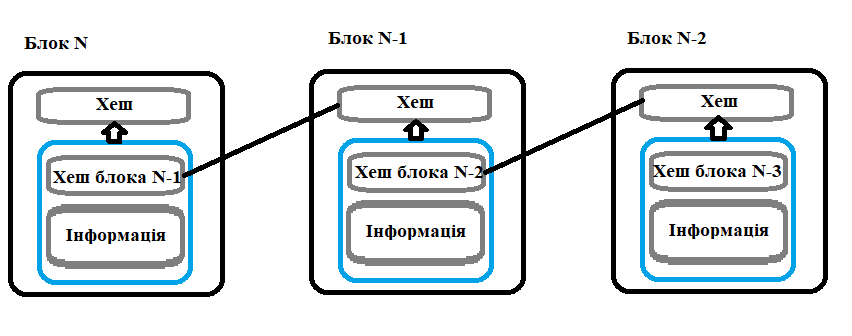 Блок N
Хеш
Хеш блока N-1
Інформація
Блок N-1
Хеш
Хеш блока N-2
Інформація
Блок N-2
Хеш
Хеш блока N-3
Інформація